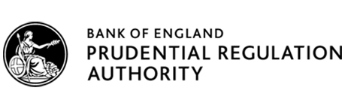 BANK OF ENGLAND
PRUDENTIAL REGULATION
AUTHORITY